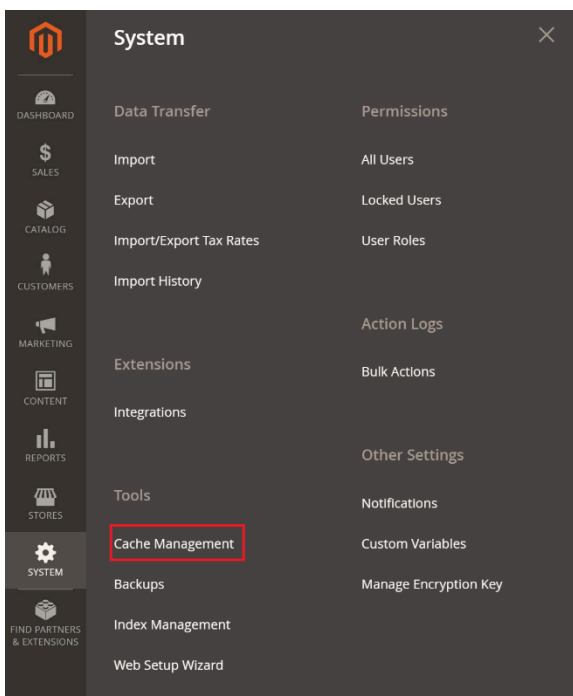 DASHBOARD
SALES
CATALOG
CUSTOMERS
MARKETING
CONTENT
REPORTS
STORES
SYSTEM
FIND PARTNERS
& EXTENSIONS
System
Data Transfer
Import
Export
Import/Export Tax Rates
Import History
Extensions
Integrations
Tools
Cache Management
Backups
Index Management
Web Setup Wizard
Permissions
All Users
Locked Users
User Roles
Action Logs
Bulk Actions
Other Settings
Notifications
Custom Variables
Manage Encryption Key